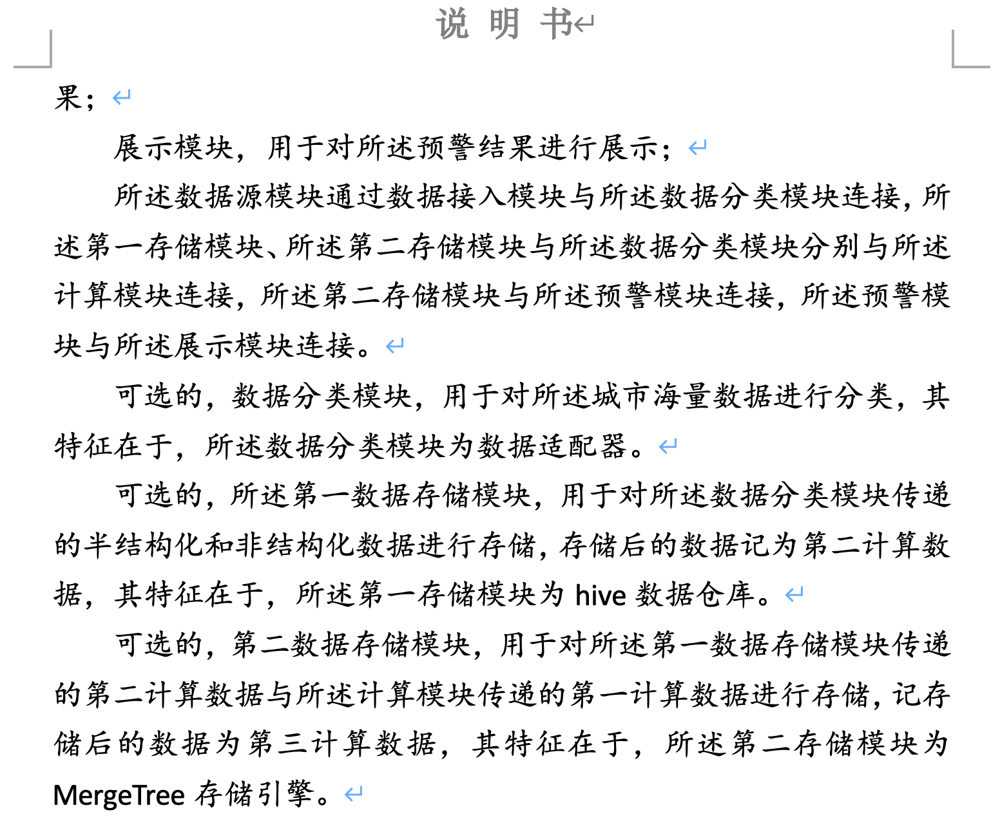 说 明 书
果；
展示模块，用于对所述预警结果进行展示；
所述数据源模块通过数据接入模块与所述数据分类模块连接，所
述第一存储模块、所述第二存储模块与所述数据分类模块分别与所述
计算模块连接，所述第二存储模块与所述预警模块连接，所述预警模
块与所述展示模块连接。
可选的，数据分类模块，用于对所述城市海量数据进行分类，其
特征在于，所述数据分类模块为数据适配器。
可选的，所述第一数据存储模块，用于对所述数据分类模块传递
的半结构化和非结构化数据进行存储，存储后的数据记为第二计算数
据，其特征在于，所述第一存储模块为 hive 数据仓库。
可选的，第二数据存储模块，用于对所述第一数据存储模块传递
的第二计算数据与所述计算模块传递的第一计算数据进行存储，记存
储后的数据为第三计算数据，其特征在于，所述第二存储模块为
MergeTree 存储引擎。